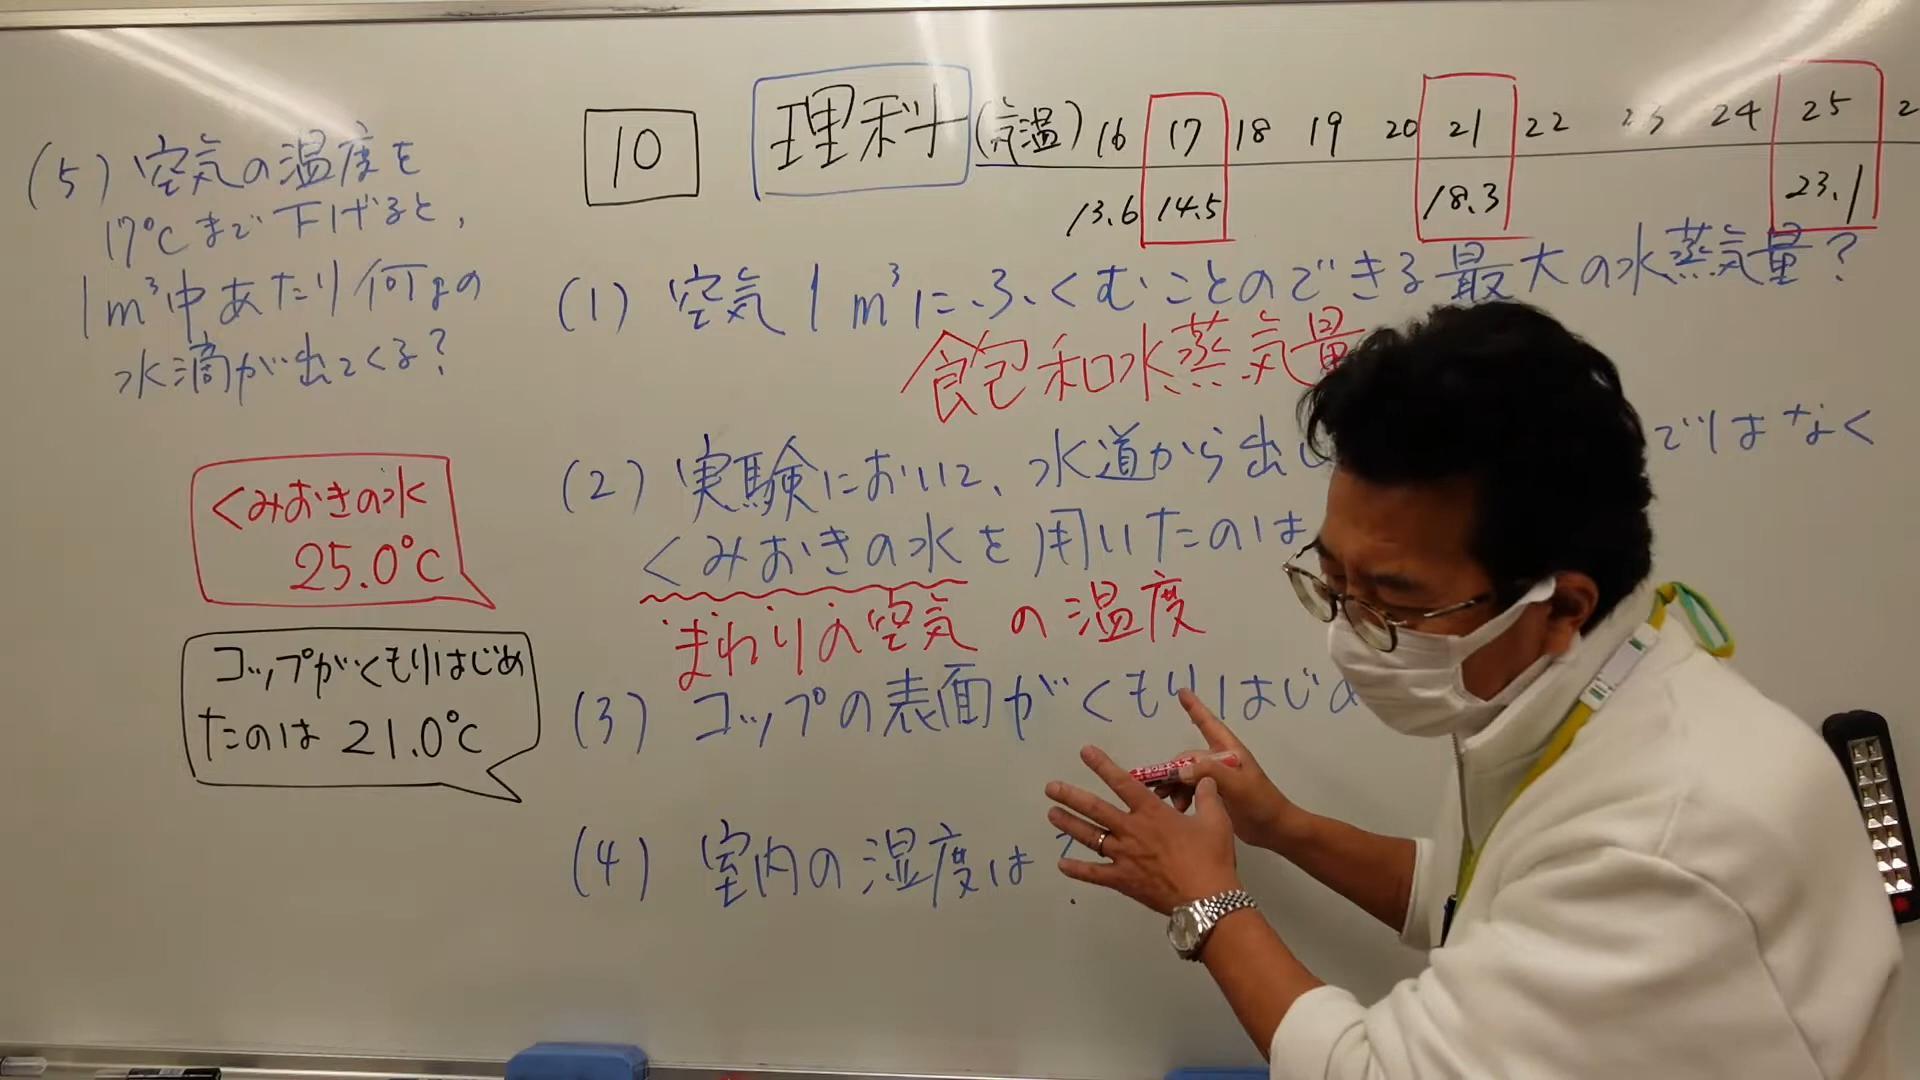 10
理科
(気温) 16 17 18 19 20 21 22 23 24 25 2
13.6 14.5 18.3 23.1
(1) 空気1m³にふくむことのできる最大の水蒸気量?
飽和水蒸気量
(2) 実験において、水道から出し ではなく
くみおきの水を用いたのは
まわりの空気の温度
(3) コップの表面がくもりはじめ
(4) 室内の湿度は?
(5) 空気の温度を
17℃まで下げると,
1m³中あたり何gの
水滴が出てくる?
くみおきの水
25.0℃
コップがくもりはじめ
たのは 21.0℃